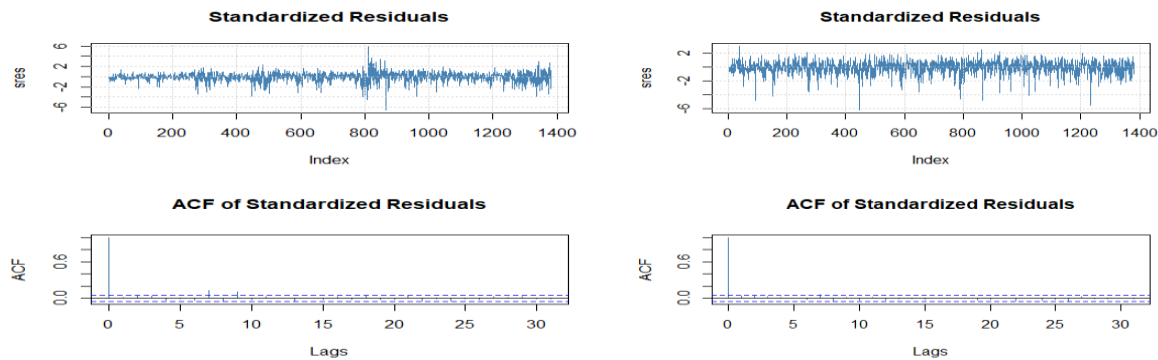 Standardized Residuals
sres
6
2
-2
-6
0 200 400 600 800 1000 1200 1400
Index
ACF of Standardized Residuals
ACF
0.6
0.0
0 5 10 15 20 25 30
Lags
Standardized Residuals
sres
2
-2
-6
0 200 400 600 800 1000 1200 1400
Index
ACF of Standardized Residuals
ACF
0.6
0.0
0 5 10 15 20 25 30
Lags